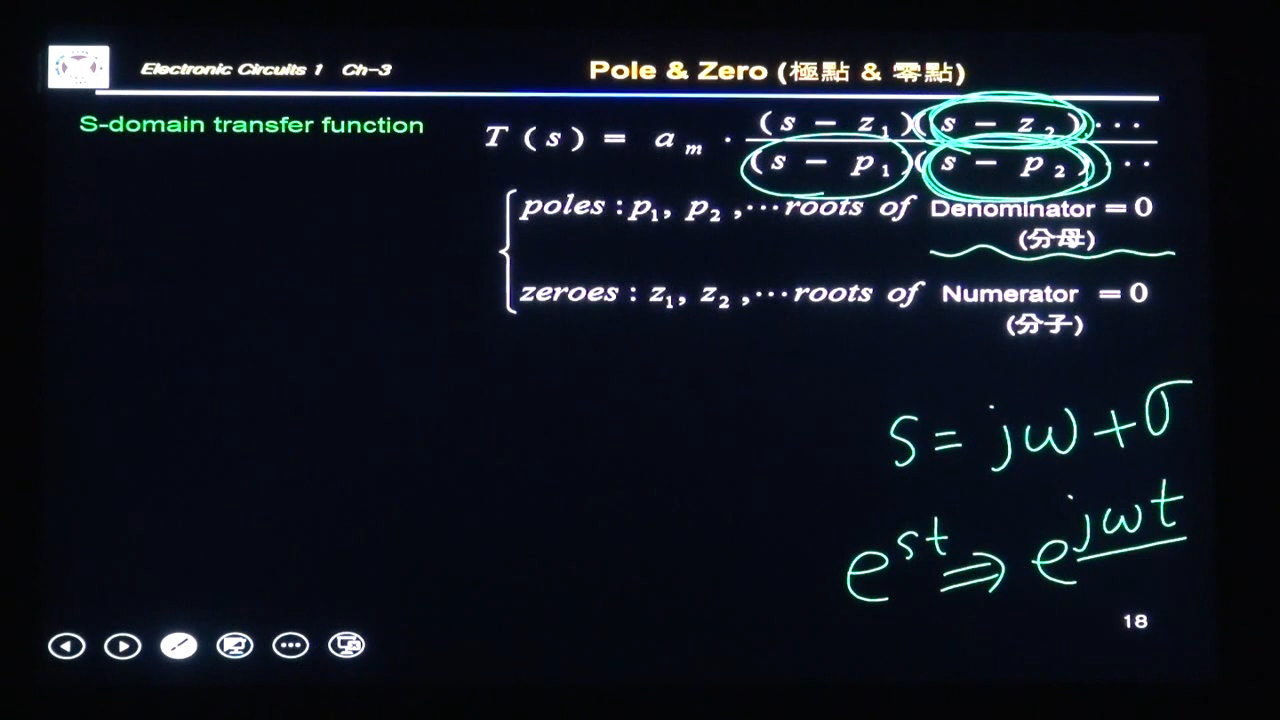 Electronic Circuits 1 Ch-3
Pole & Zero (極點 & 零點)
S-domain transfer function
T(s) = a_m · (s − z₁)(s − z₂)··· / (s − p₁)(s − p₂)··
poles : p₁, p₂ ,··· roots of Denominator = 0
(分母)
zeroes : z₁, z₂ ,··· roots of Numerator = 0
(分子)
s = jω + σ
e^{st} ⇒ e^{jωt}
18